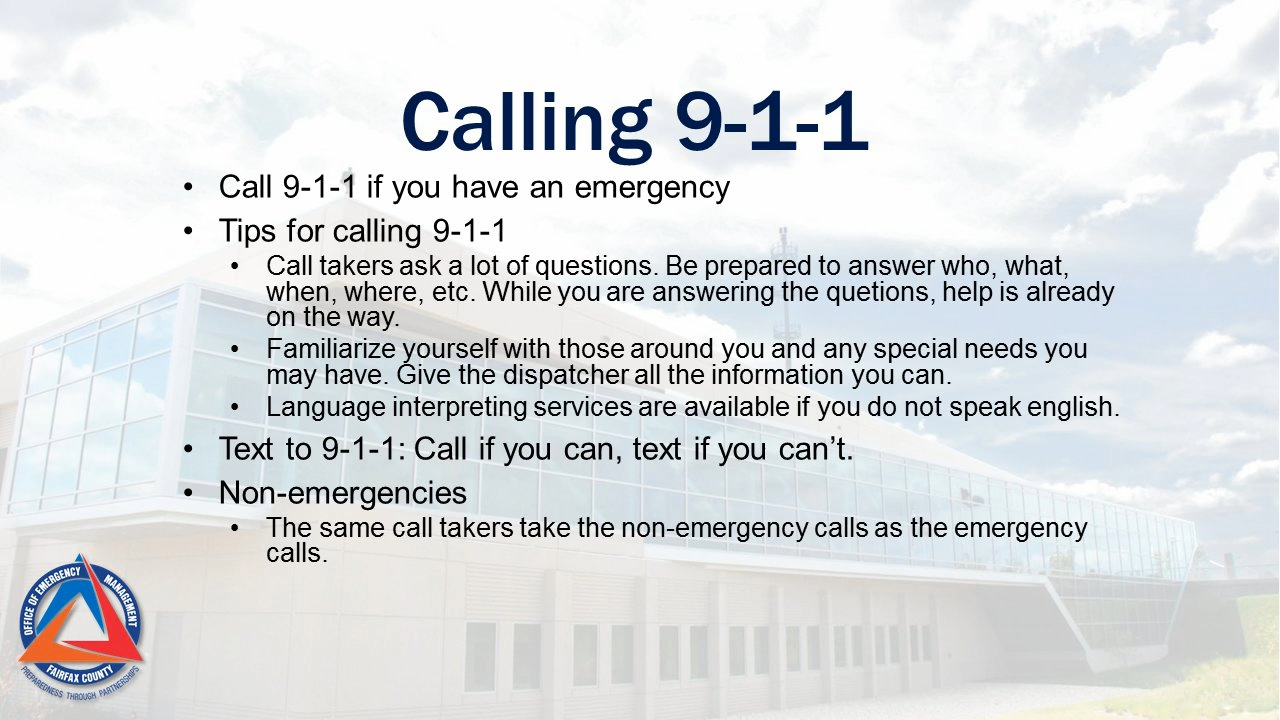 Calling 9-1-1
• Call 9-1-1 if you have an emergency
• Tips for calling 9-1-1
• Call takers ask a lot of questions. Be prepared to answer who, what,
when, where, etc. While you are answering the quetions, help is already
on the way.
• Familiarize yourself with those around you and any special needs you
may have. Give the dispatcher all the information you can.
• Language interpreting services are available if you do not speak english.
• Text to 9-1-1: Call if you can, text if you can’t.
• Non-emergencies
• The same call takers take the non-emergency calls as the emergency
calls.
OFFICE OF EMERGENCY MANAGEMENT
FAIRFAX COUNTY
PREPAREDNESS THROUGH PARTNERSHIPS